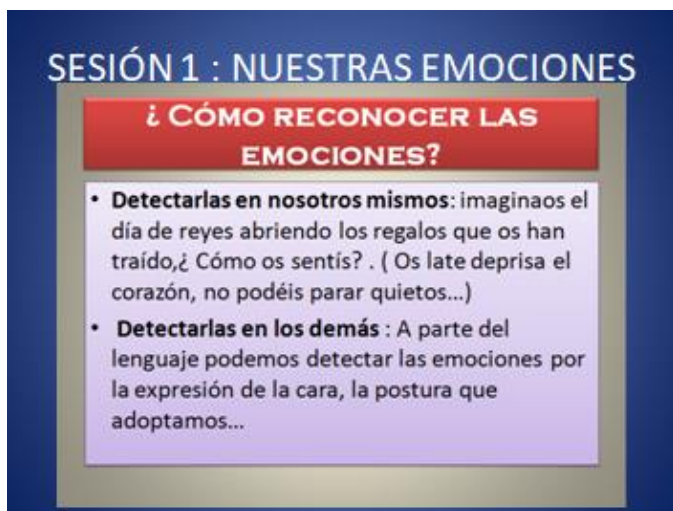 SESIÓN 1 : NUESTRAS EMOCIONES
¿ CÓMO RECONOCER LAS
EMOCIONES?
• Detectarlas en nosotros mismos: imaginaos el
día de reyes abriendo los regalos que os han
traído,¿ Cómo os sentís? . ( Os late deprisa el
corazón, no podéis parar quietos...)
• Detectarlas en los demás : A parte del
lenguaje podemos detectar las emociones por
la expresión de la cara, la postura que
adoptamos...